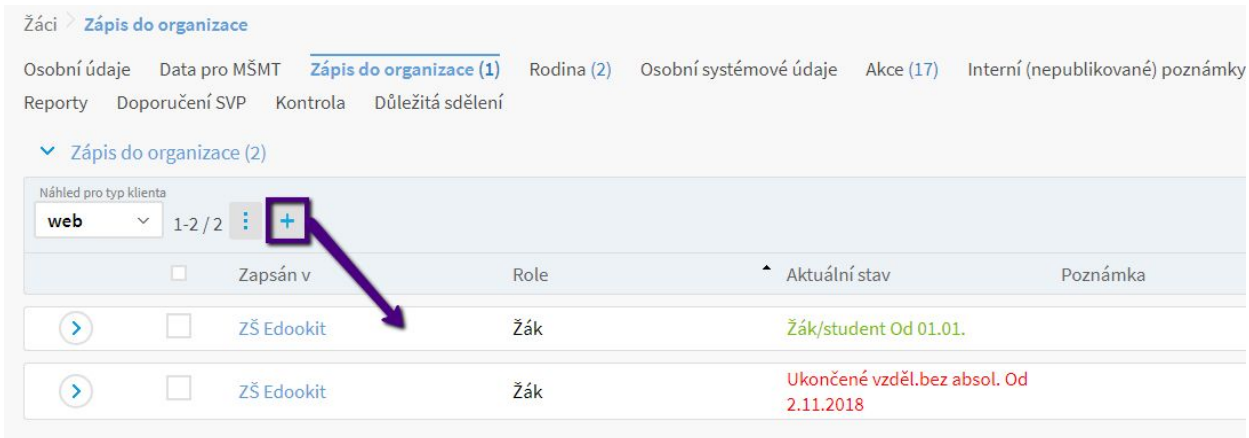 Žáci > Zápis do organizace
Osobní údaje Data pro MŠMT Zápis do organizace (1) Rodina (2) Osobní systémové údaje Akce (17) Interní (nepublikované) poznámky
Reporty Doporučení SVP Kontrola Důležitá sdělení
Zápis do organizace (2)
Náhled pro typ klienta
web 1-2 / 2 +
Zapsán v Role Aktuální stav Poznámka
ZŠ Edookit Žák Žák/student Od 01.01.
ZŠ Edookit Žák Ukončené vzděl.bez absol. Od
2.11.2018